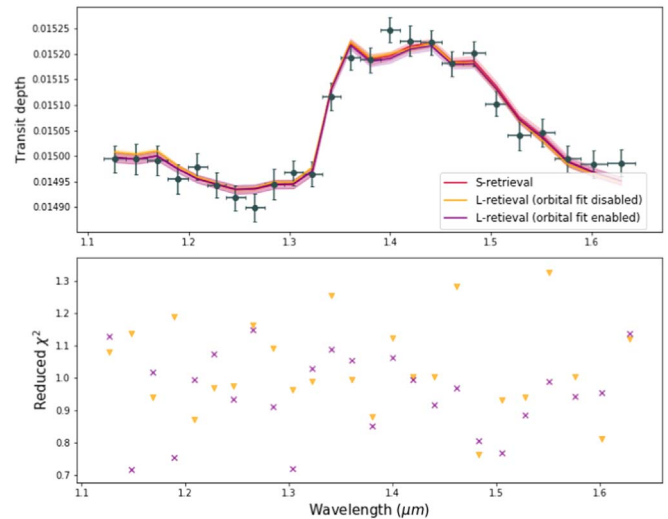 0.01525
0.01520
0.01515
0.01510
0.01505
0.01500
0.01495
0.01490
Transit depth
S-retrieval
L-retieval (orbital fit disabled)
L-retieval (orbital fit enabled)
1.1 1.2 1.3 1.4 1.5 1.6
1.3
1.2
1.1
1.0
0.9
0.8
0.7
Reduced χ²
1.1 1.2 1.3 1.4 1.5 1.6
Wavelength (μm)